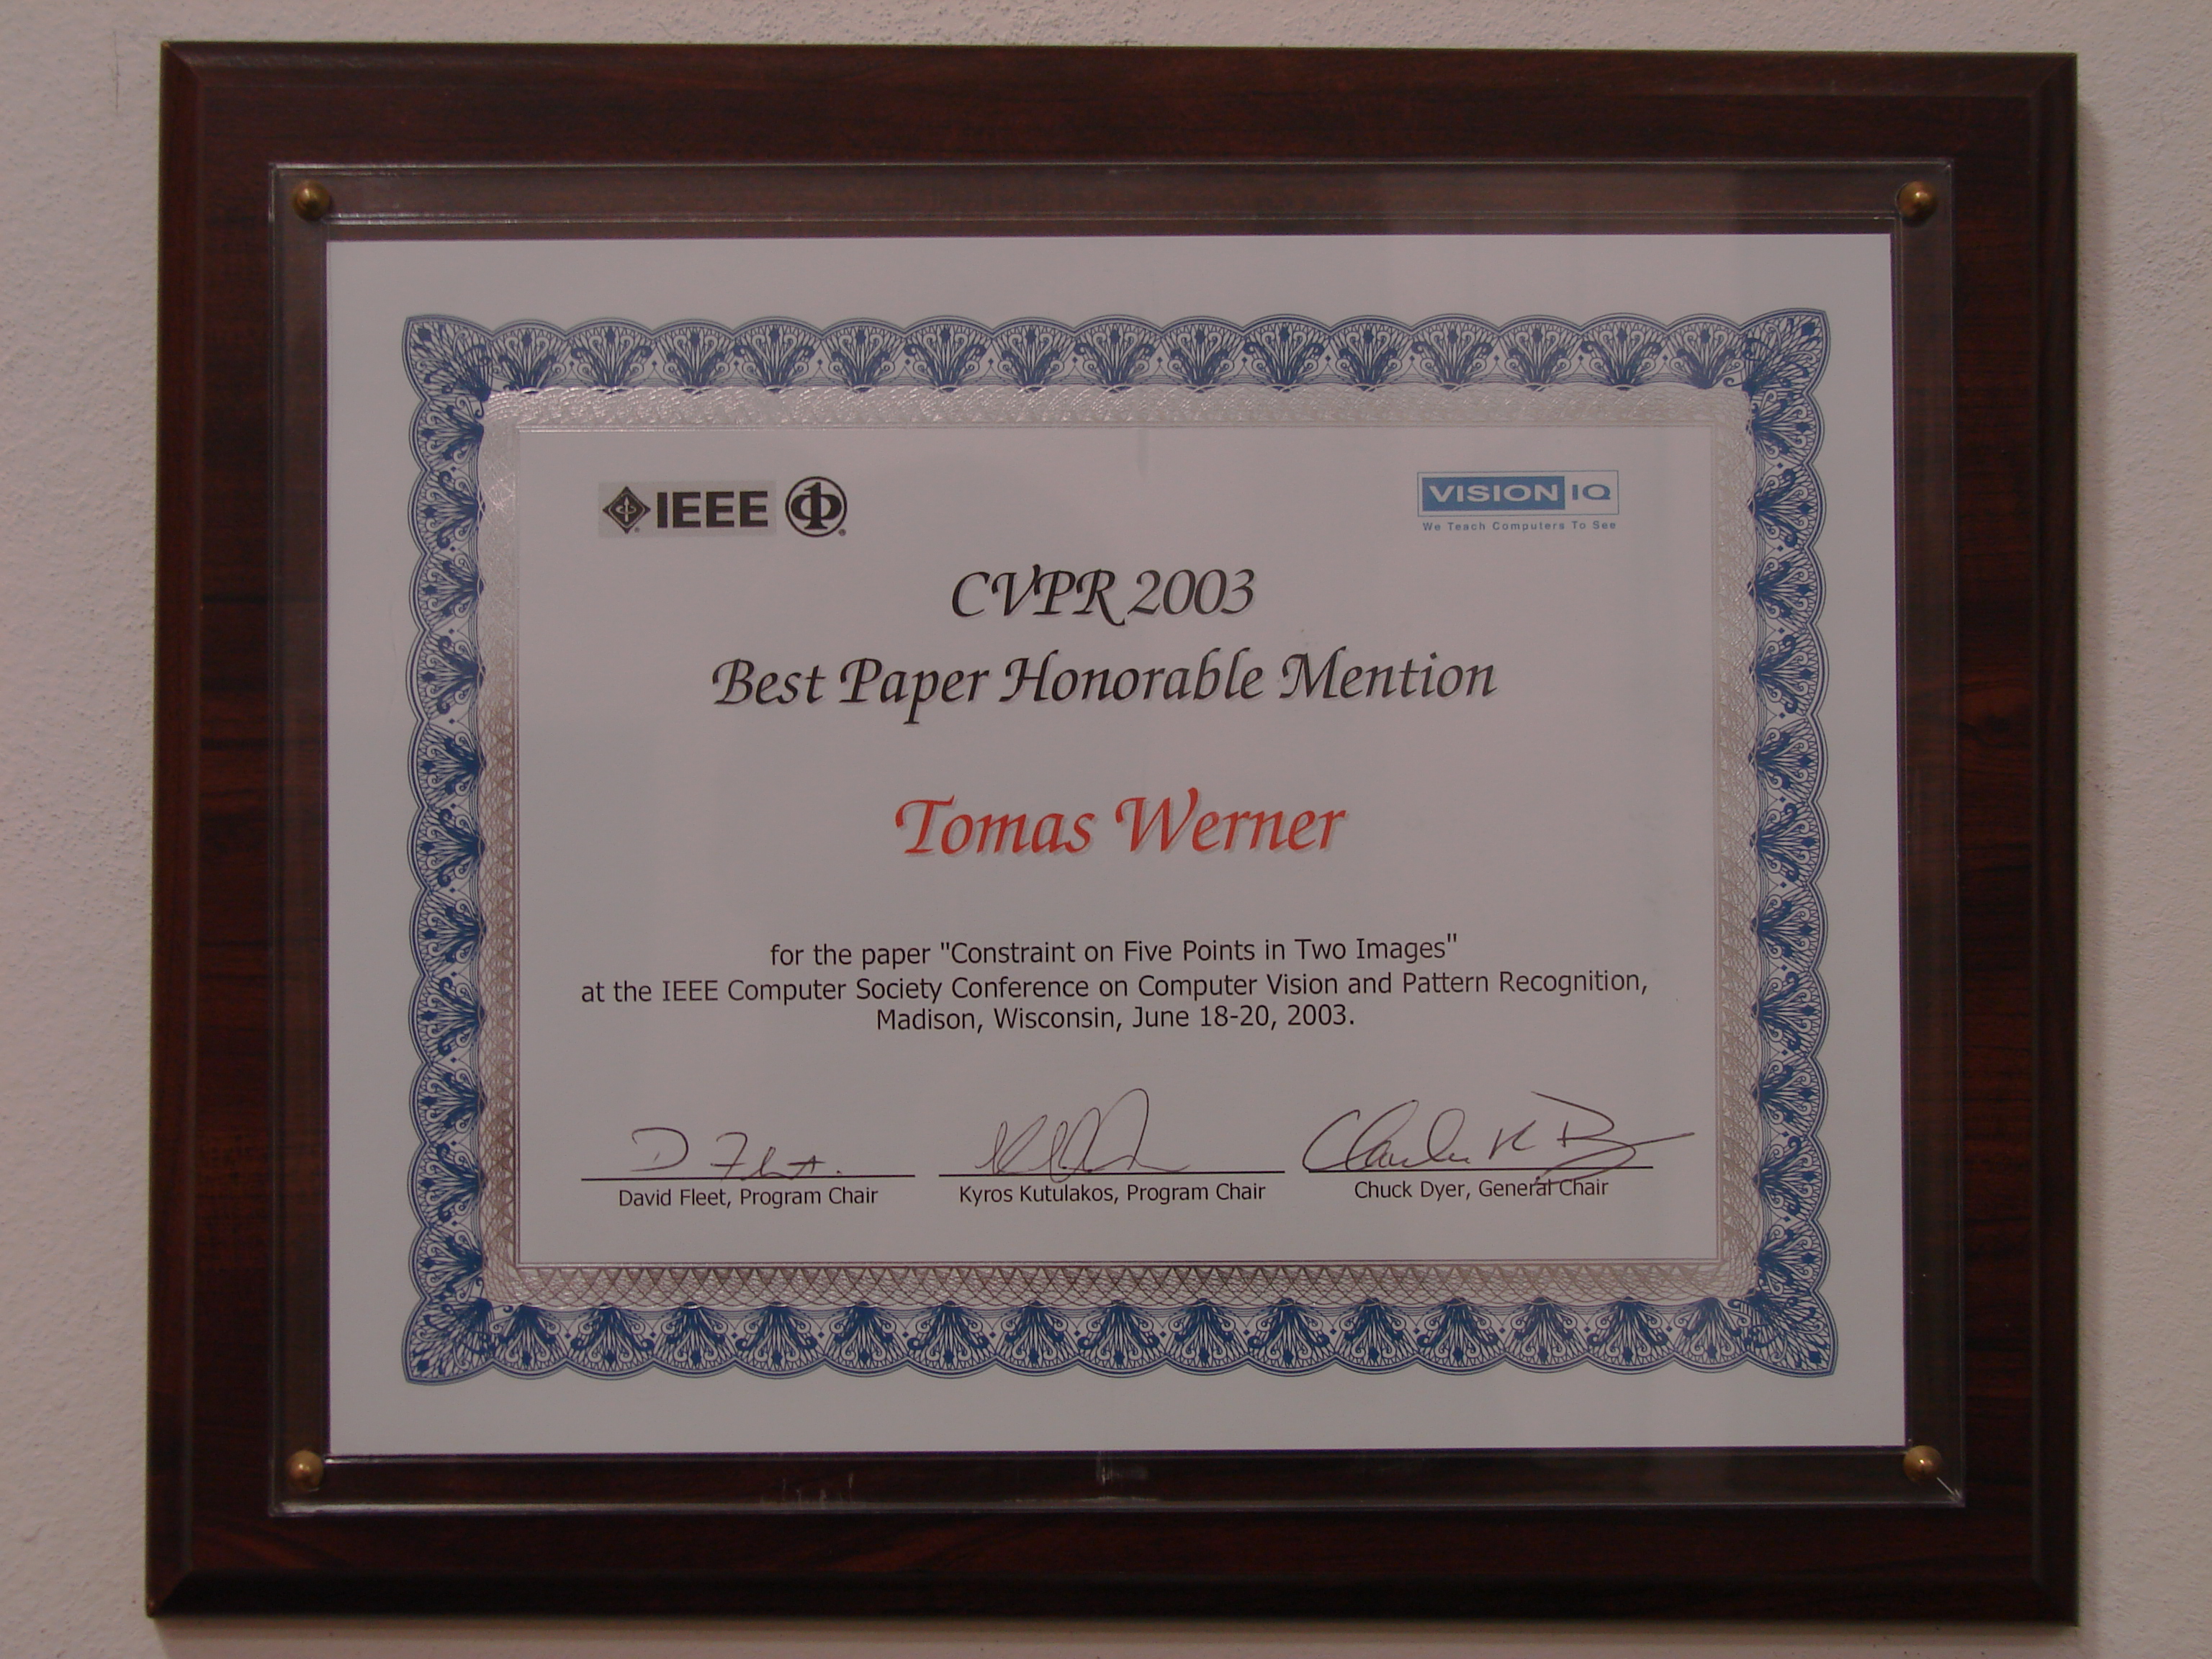 IEEE
VISION IQ
We Teach Computers To See
CVPR 2003
Best Paper Honorable Mention
Tomas Werner
for the paper "Constraint on Five Points in Two Images"
at the IEEE Computer Society Conference on Computer Vision and Pattern Recognition,
Madison, Wisconsin, June 18-20, 2003.
David Fleet, Program Chair
Kyros Kutulakos, Program Chair
Chuck Dyer, General Chair